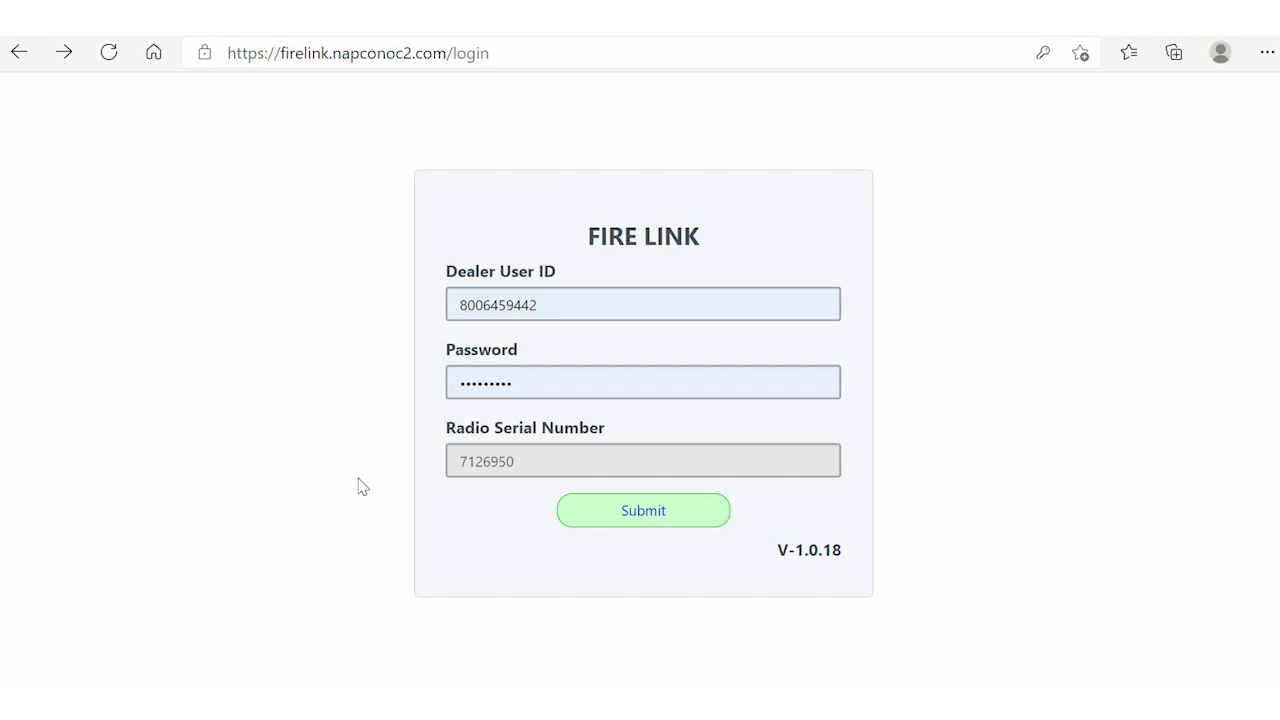 https://firelink.napconoc2.com/login
FIRE LINK
Dealer User ID
8006459442
Password
•••••••••
Radio Serial Number
7126950
Submit
V-1.0.18